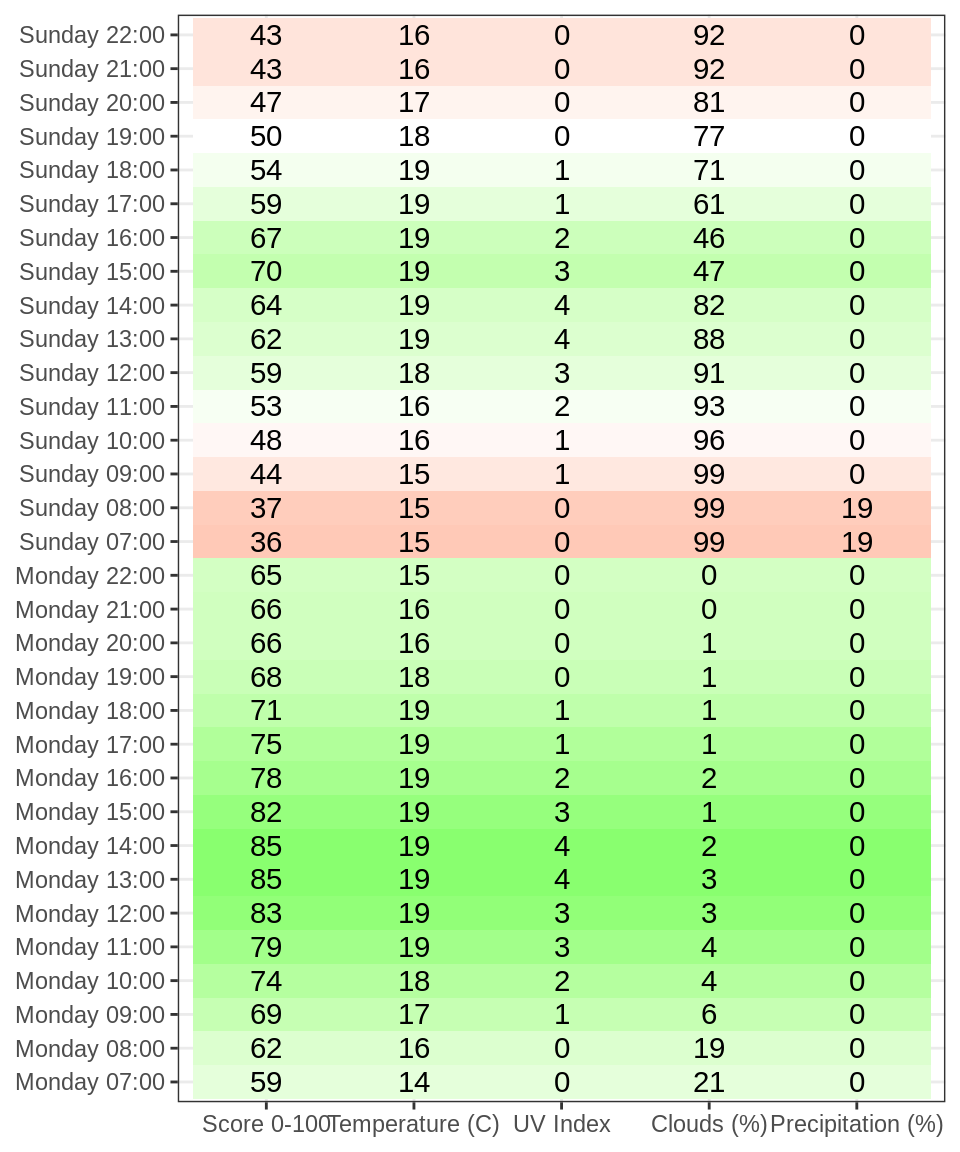 Sunday 22:00 43 16 0 92 0
Sunday 21:00 43 16 0 92 0
Sunday 20:00 47 17 0 81 0
Sunday 19:00 50 18 0 77 0
Sunday 18:00 54 19 1 71 0
Sunday 17:00 59 19 1 61 0
Sunday 16:00 67 19 2 46 0
Sunday 15:00 70 19 3 47 0
Sunday 14:00 64 19 4 82 0
Sunday 13:00 62 19 4 88 0
Sunday 12:00 59 18 3 91 0
Sunday 11:00 53 16 2 93 0
Sunday 10:00 48 16 1 96 0
Sunday 09:00 44 15 1 99 0
Sunday 08:00 37 15 0 99 19
Sunday 07:00 36 15 0 99 19
Monday 22:00 65 15 0 0 0
Monday 21:00 66 16 0 0 0
Monday 20:00 66 16 0 1 0
Monday 19:00 68 18 0 1 0
Monday 18:00 71 19 1 1 0
Monday 17:00 75 19 1 1 0
Monday 16:00 78 19 2 2 0
Monday 15:00 82 19 3 1 0
Monday 14:00 85 19 4 2 0
Monday 13:00 85 19 4 3 0
Monday 12:00 83 19 3 3 0
Monday 11:00 79 19 3 4 0
Monday 10:00 74 18 2 4 0
Monday 09:00 69 17 1 6 0
Monday 08:00 62 16 0 19 0
Monday 07:00 59 14 0 21 0
Score 0-100 Temperature (C) UV Index Clouds (%) Precipitation (%)